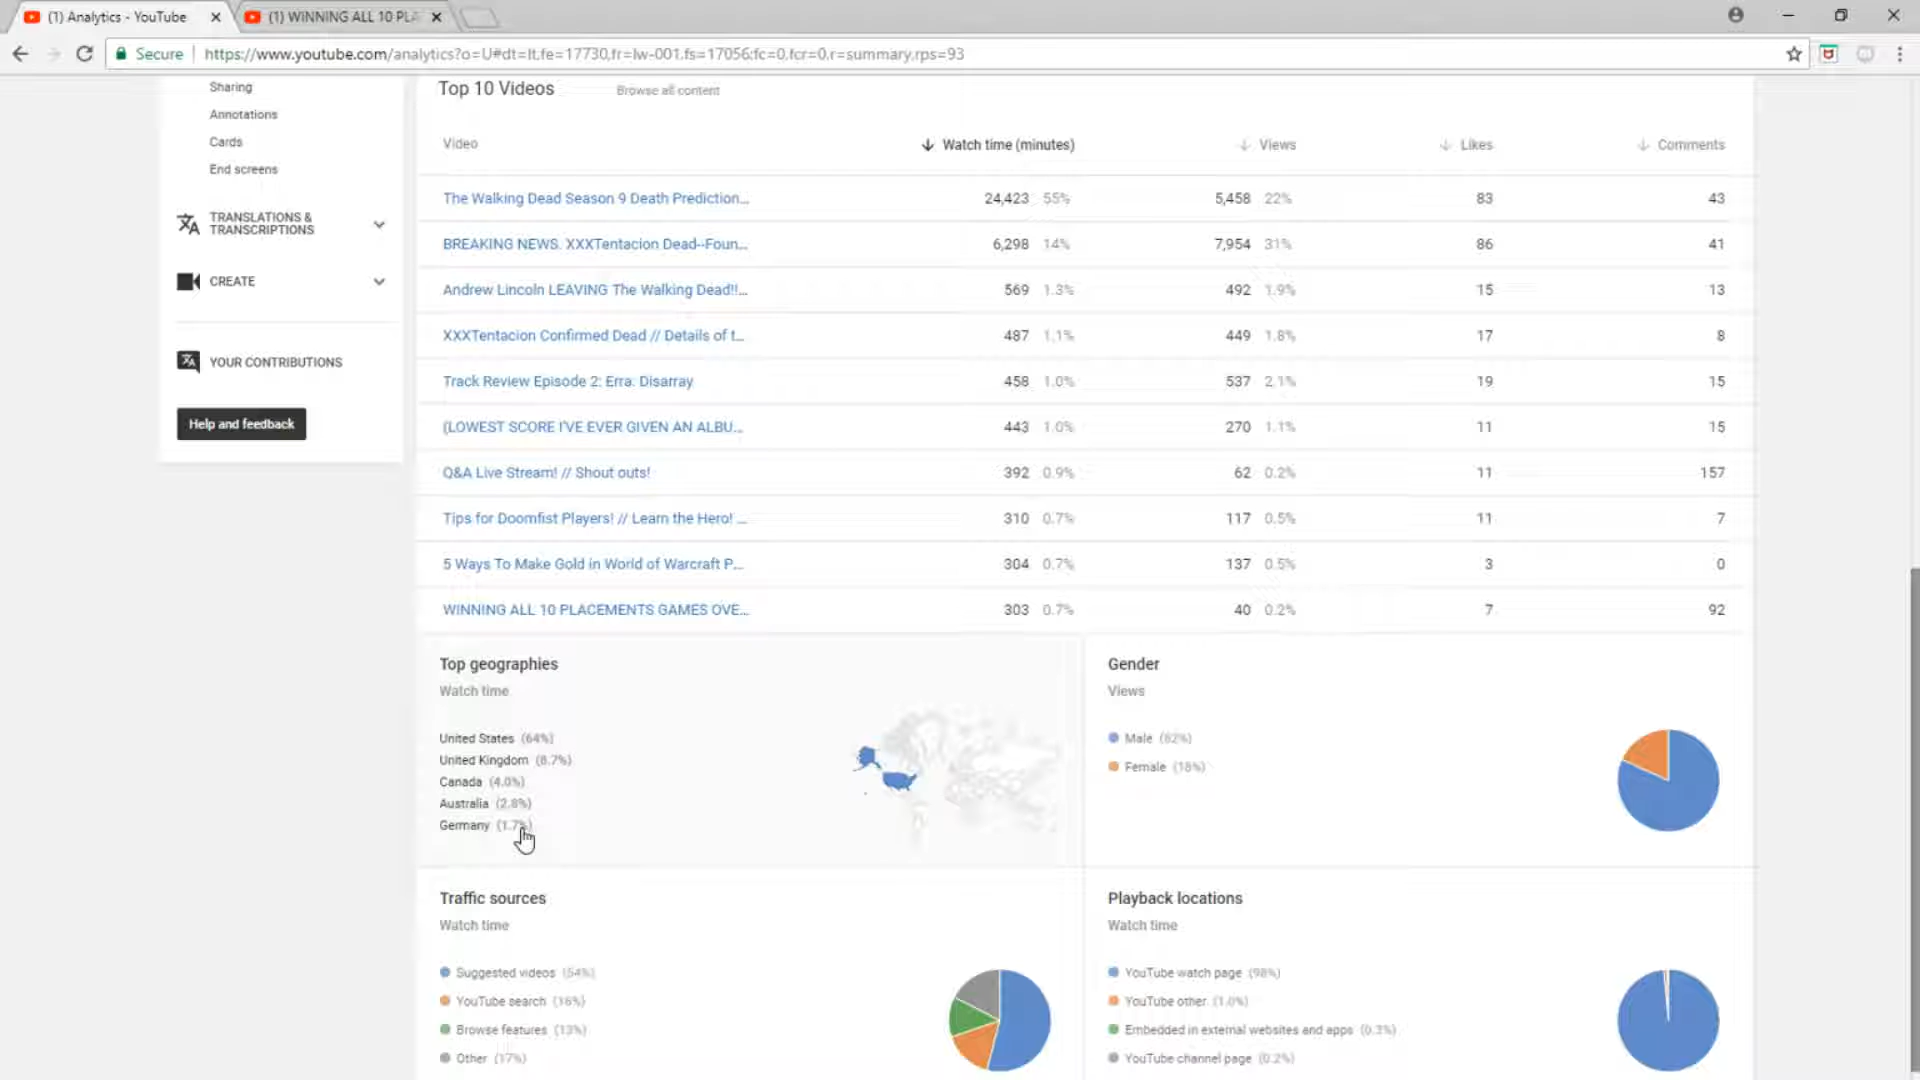 (1) Analytics - YouTube
(1) WINNING ALL 10 PLA
Secure https://www.youtube.com/analytics?o=U#dt=lt,fe=17730,fr=lw-001,fs=17056;fc=0,fcr=0,r=summary,rps=93
Sharing
Annotations
Cards
End screens
TRANSLATIONS &
TRANSCRIPTIONS
CREATE
YOUR CONTRIBUTIONS
Help and feedback
Top 10 Videos Browse all content
Video Watch time (minutes) Views Likes Comments
The Walking Dead Season 9 Death Prediction... 24,423 55% 5,458 22% 83 43
BREAKING NEWS. XXXTentacion Dead--Foun... 6,298 14% 7,954 31% 86 41
Andrew Lincoln LEAVING The Walking Dead!!... 569 1.3% 492 1.9% 15 13
XXXTentacion Confirmed Dead // Details of t... 487 1.1% 449 1.8% 17 8
Track Review Episode 2: Erra: Disarray 458 1.0% 537 2.1% 19 15
(LOWEST SCORE I'VE EVER GIVEN AN ALBU... 443 1.0% 270 1.1% 11 15
Q&A Live Stream! // Shout outs! 392 0.9% 62 0.2% 11 157
Tips for Doomfist Players! // Learn the Hero! ... 310 0.7% 117 0.5% 11 7
5 Ways To Make Gold in World of Warcraft P... 304 0.7% 137 0.5% 3 0
WINNING ALL 10 PLACEMENTS GAMES OVE... 303 0.7% 40 0.2% 7 92
Top geographies
Watch time
United States (64%)
United Kingdom (8.7%)
Canada (4.0%)
Australia (2.8%)
Germany (1.7%)
Gender
Views
Male (82%)
Female (18%)
Traffic sources
Watch time
Suggested videos (54%)
YouTube search (16%)
Browse features (13%)
Other (17%)
Playback locations
Watch time
YouTube watch page (98%)
YouTube other (1.0%)
Embedded in external websites and apps (0.3%)
YouTube channel page (0.2%)